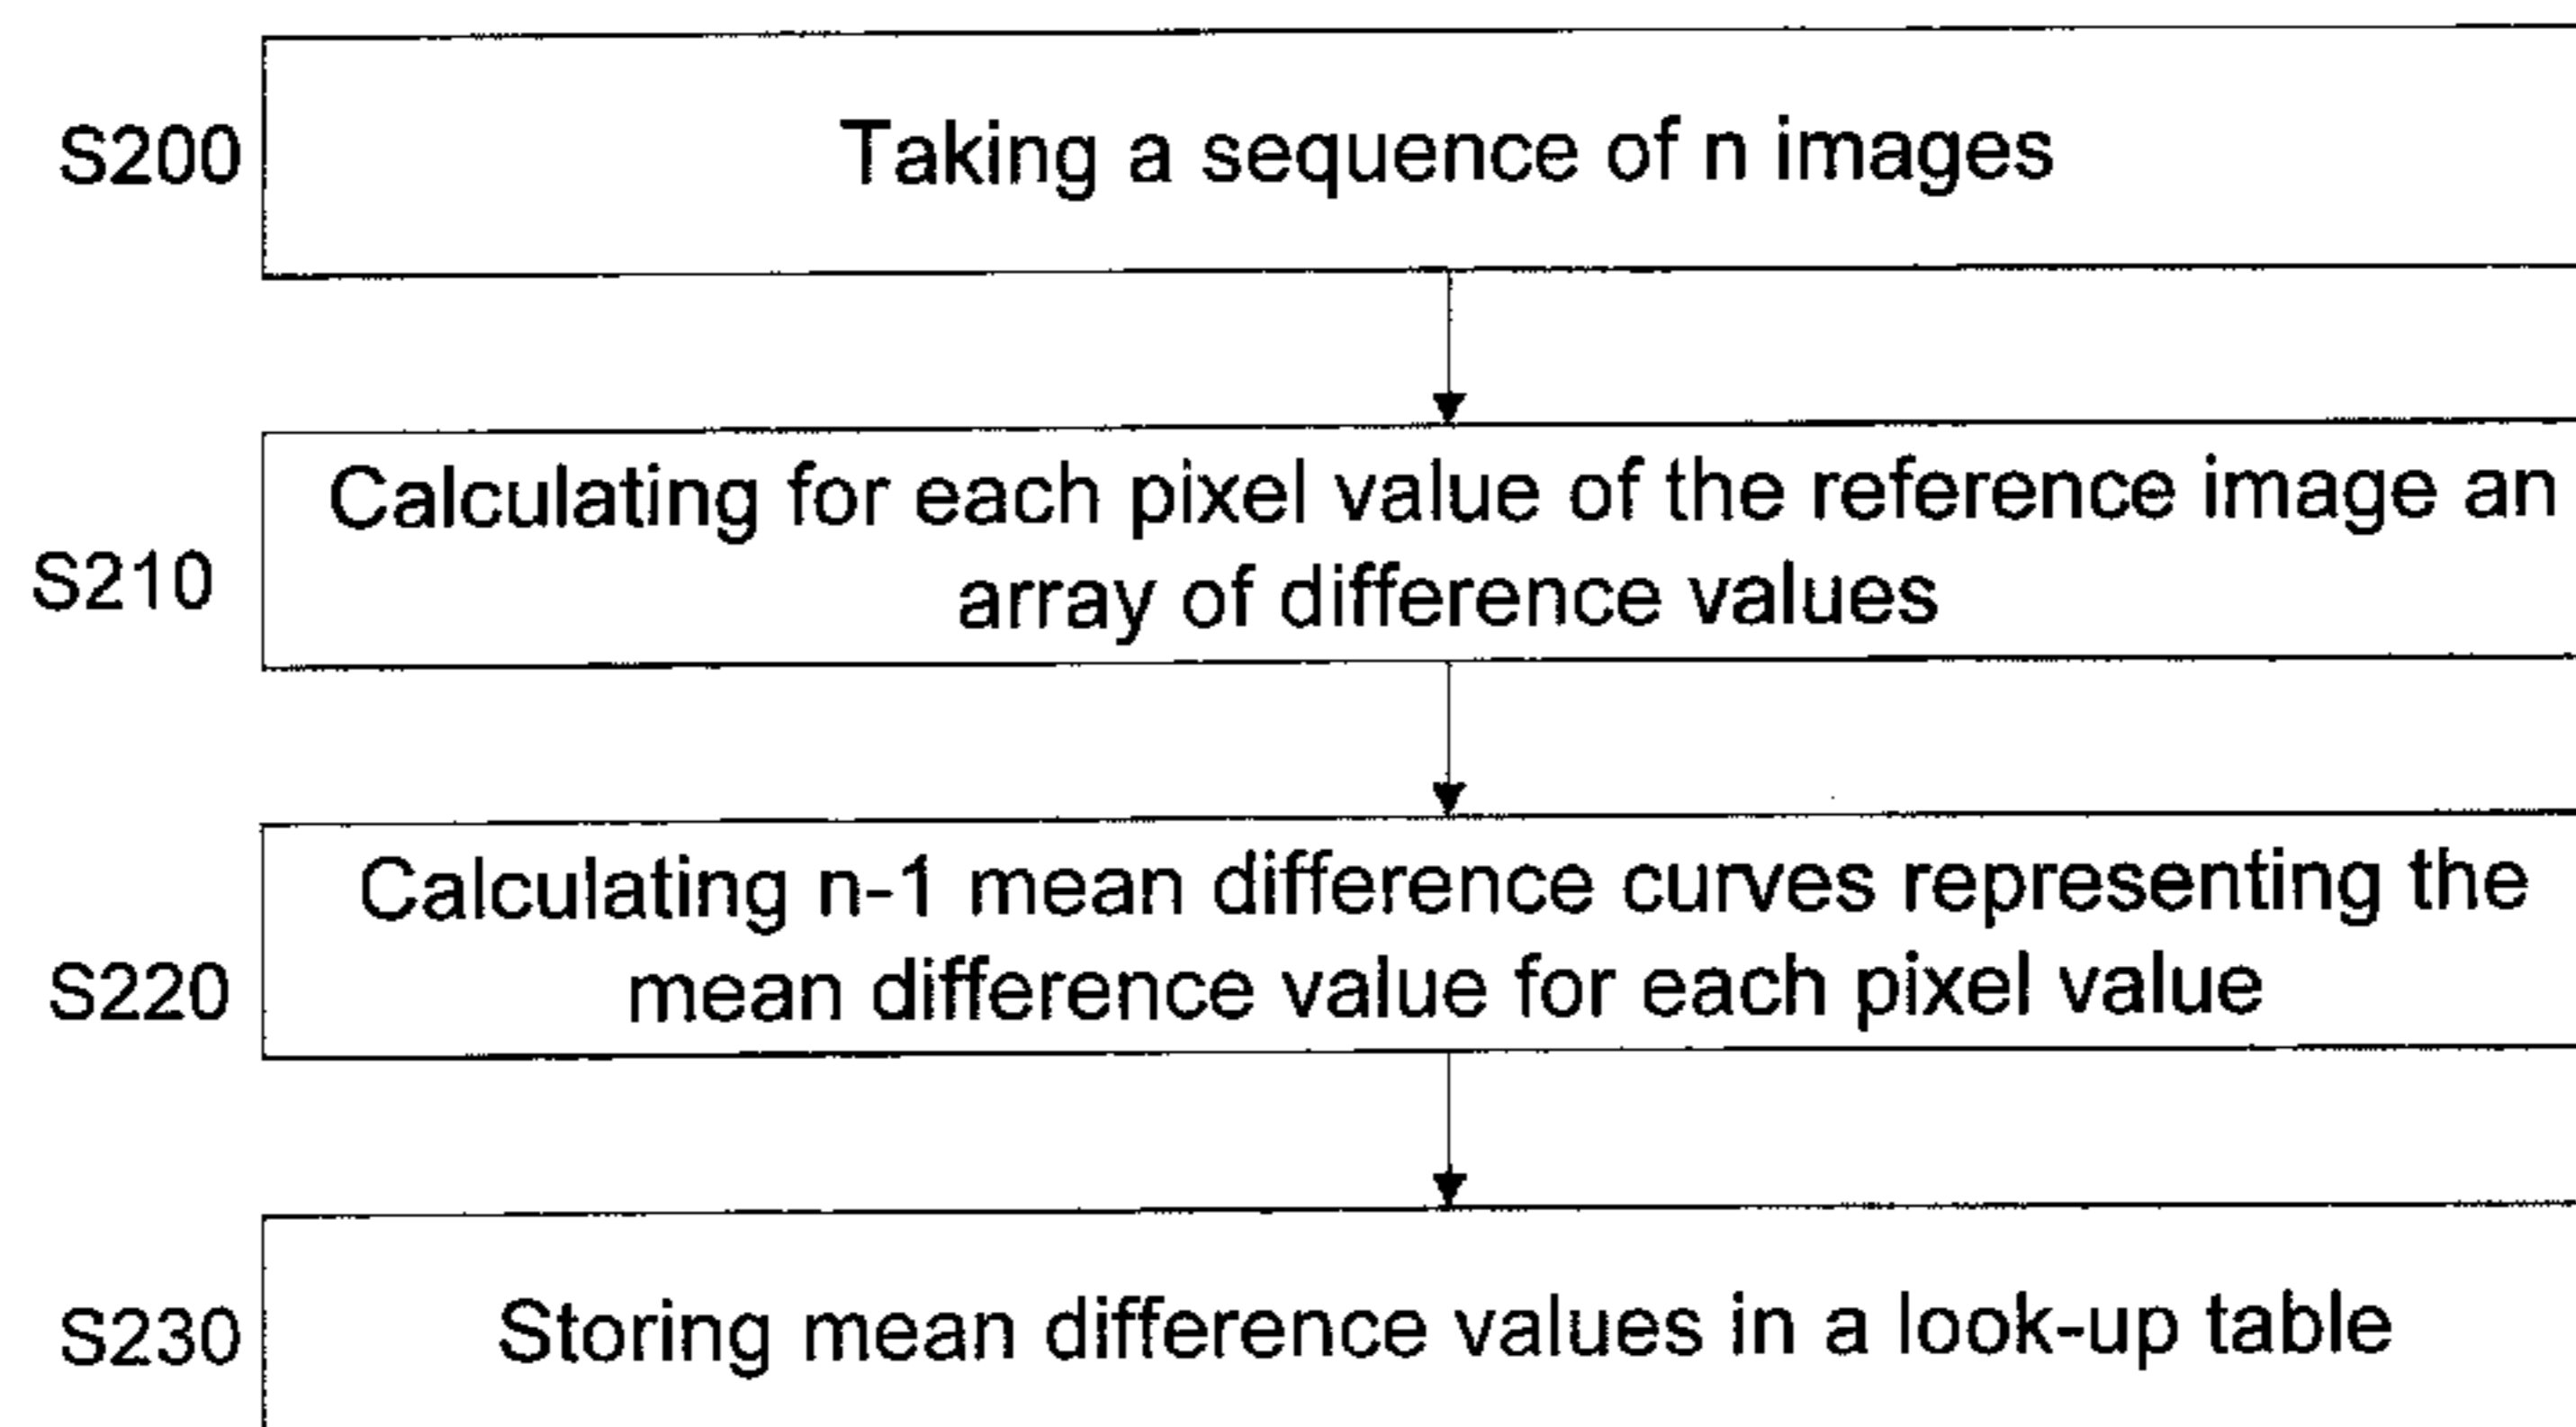 S200
Taking a sequence of n images
S210
Calculating for each pixel value of the reference image an
array of difference values
S220
Calculating n-1 mean difference curves representing the
mean difference value for each pixel value
S230
Storing mean difference values in a look-up table